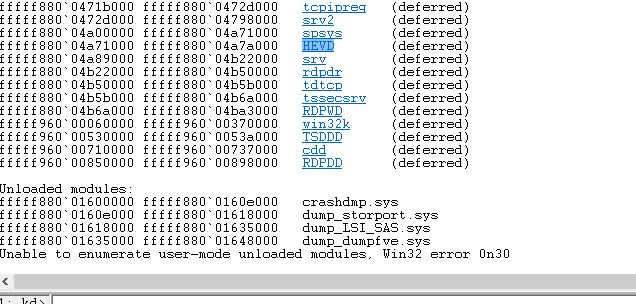 fffff880`0471b000 fffff880`0472d000 tcpipreq (deferred)
fffff880`0472d000 fffff880`04798000 srv2 (deferred)
fffff880`04a00000 fffff880`04a71000 spsys (deferred)
fffff880`04a71000 fffff880`04a7a000 HEVD (deferred)
fffff880`04a89000 fffff880`04b22000 srv (deferred)
fffff880`04b22000 fffff880`04b50000 rdpdr (deferred)
fffff880`04b50000 fffff880`04b5b000 tdtcp (deferred)
fffff880`04b5b000 fffff880`04b6a000 tssecsrv (deferred)
fffff880`04b6a000 fffff880`04ba3000 RDPWD (deferred)
fffff960`00060000 fffff960`00370000 win32k (deferred)
fffff960`00530000 fffff960`0053a000 TSDDD (deferred)
fffff960`00710000 fffff960`00737000 cdd (deferred)
fffff960`00850000 fffff960`00898000 RDPDD (deferred)
Unloaded modules:
fffff880`01600000 fffff880`0160e000 crashdmp.sys
fffff880`0160e000 fffff880`01618000 dump_storport.sys
fffff880`01618000 fffff880`01635000 dump_LSI_SAS.sys
fffff880`01635000 fffff880`01648000 dump_dumpfve.sys
Unable to enumerate user-mode unloaded modules, Win32 error 0n30
1: kd>